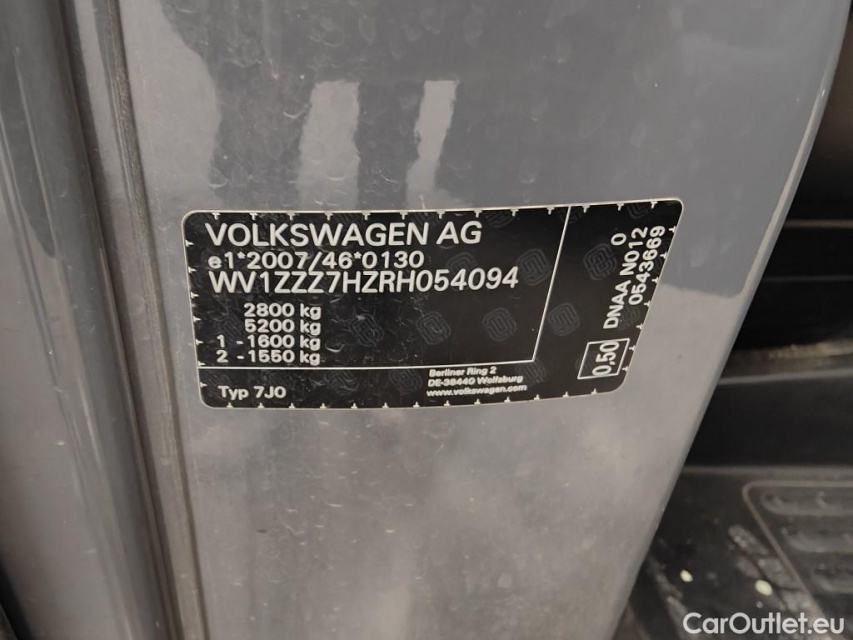 VOLKSWAGEN AG
e1*2007/46*0130
WV1ZZZ7HZRH054094
2800 kg
5200 kg
1 - 1600 kg
2 - 1550 kg
Typ 7J0
Berliner Ring 2
DE-38440 Wolfsburg
www.volkswagen.com
0.50
DNAA N012
0
0543669
CarOutlet.eu